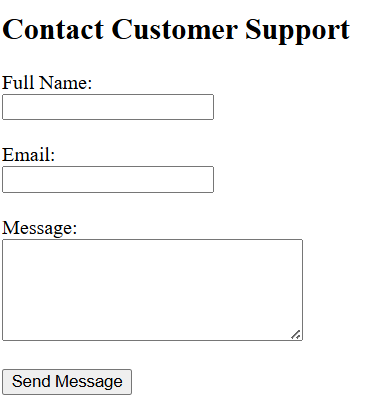 Contact Customer Support
Full Name:
Email:
Message:
Send Message